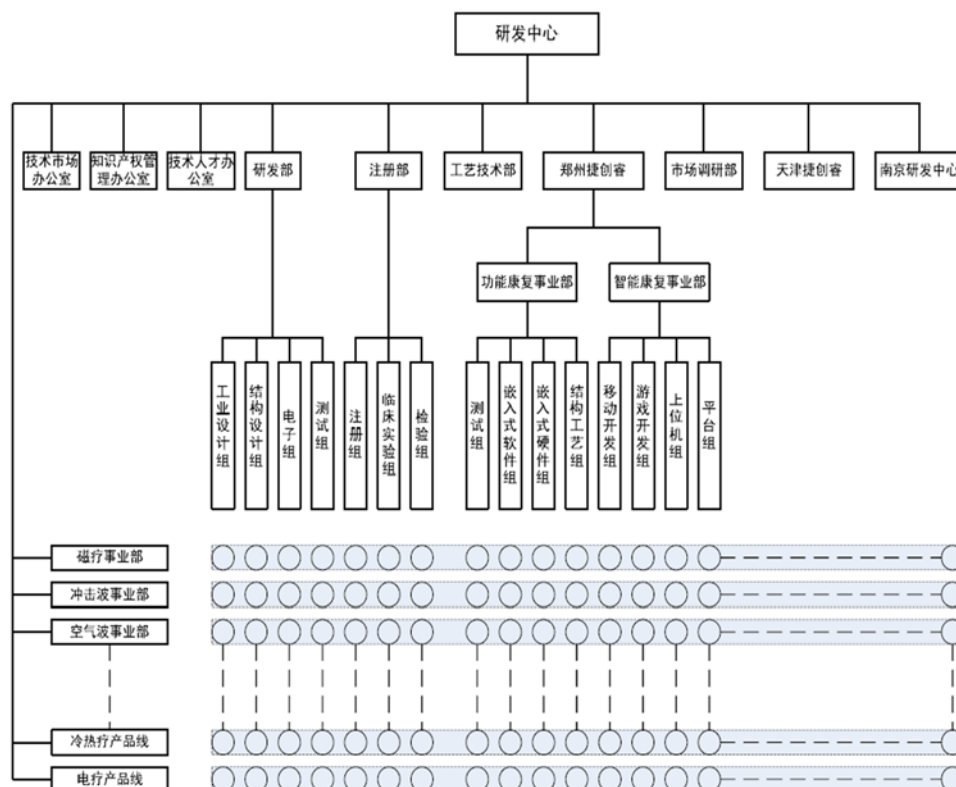 研发中心
技术市场
办公室
知识产权管
理办公室
技术人才办
公室
研发部
注册部
工艺技术部
郑州捷创睿
市场调研部
天津捷创睿
南京研发中心
功能康复事业部
智能康复事业部
工业设计组
结构设计组
电子组
测试组
注册组
临床实验组
检验组
测试组
嵌入式软件组
嵌入式硬件组
结构工艺组
移动开发组
游戏开发组
上位机组
平台组
磁疗事业部
冲击波事业部
空气波事业部
冷热疗产品线
电疗产品线